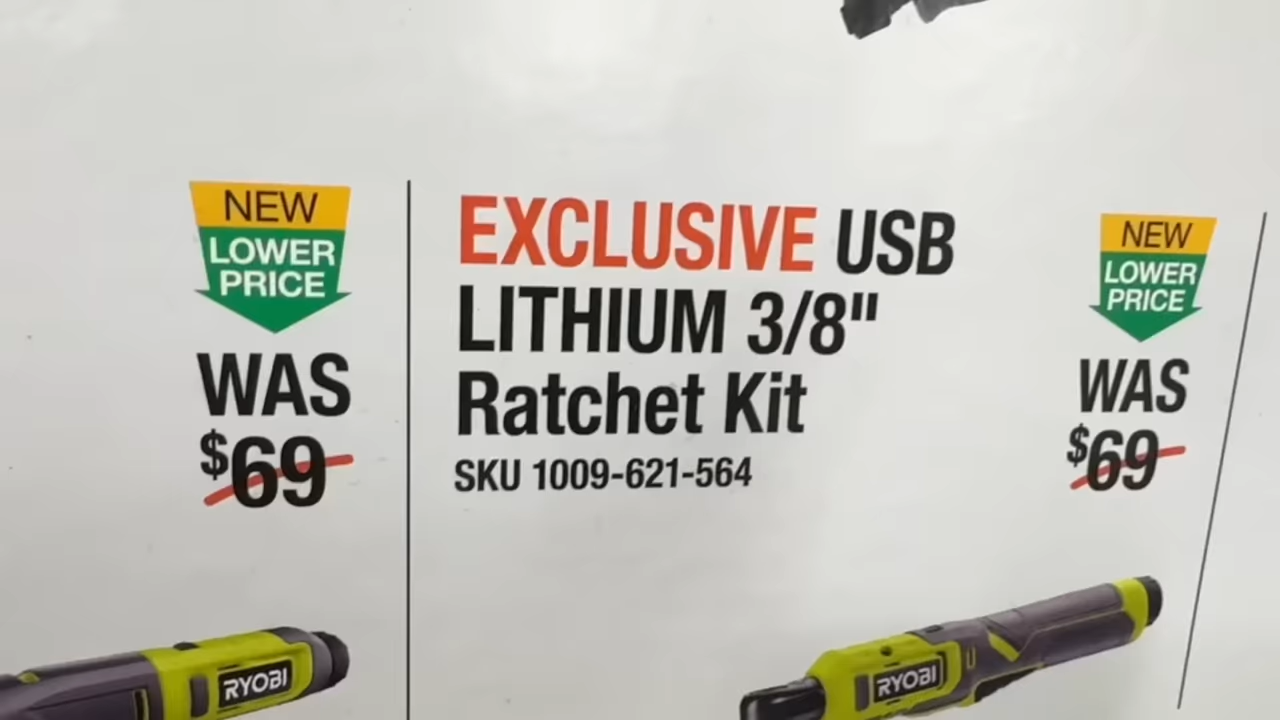 NEW
LOWER
PRICE
WAS
$69
RYOBI
EXCLUSIVE USB
LITHIUM 3/8"
Ratchet Kit
SKU 1009-621-564
NEW
LOWER
PRICE
WAS
$69
RYOBI